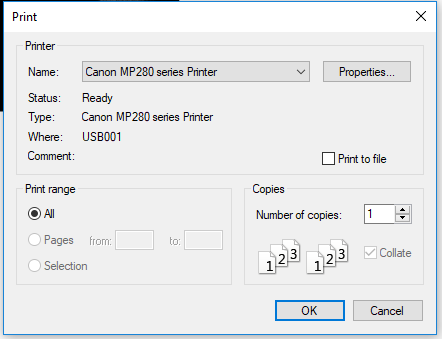 Print
Printer
Name: Canon MP280 series Printer Properties...
Status: Ready
Type: Canon MP280 series Printer
Where: USB001
Comment: Print to file
Print range
All
Pages from: to:
Selection
Copies
Number of copies: 1
1 2 3 1 2 3 Collate
OK Cancel